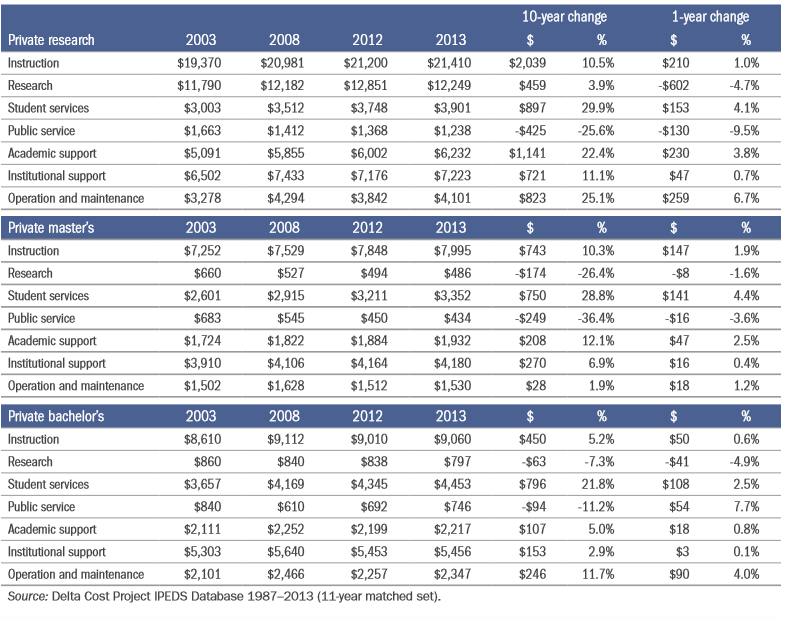 10-year change 1-year change
Private research 2003 2008 2012 2013 $ % $ %
Instruction $19,370 $20,981 $21,200 $21,410 $2,039 10.5% $210 1.0%
Research $11,790 $12,182 $12,851 $12,249 $459 3.9% -$602 -4.7%
Student services $3,003 $3,512 $3,748 $3,901 $897 29.9% $153 4.1%
Public service $1,663 $1,412 $1,368 $1,238 -$425 -25.6% -$130 -9.5%
Academic support $5,091 $5,855 $6,002 $6,232 $1,141 22.4% $230 3.8%
Institutional support $6,502 $7,433 $7,176 $7,223 $721 11.1% $47 0.7%
Operation and maintenance $3,278 $4,294 $3,842 $4,101 $823 25.1% $259 6.7%
Private master's 2003 2008 2012 2013 $ % $ %
Instruction $7,252 $7,529 $7,848 $7,995 $743 10.3% $147 1.9%
Research $660 $527 $494 $486 -$174 -26.4% -$8 -1.6%
Student services $2,601 $2,915 $3,211 $3,352 $750 28.8% $141 4.4%
Public service $683 $545 $450 $434 -$249 -36.4% -$16 -3.6%
Academic support $1,724 $1,822 $1,884 $1,932 $208 12.1% $47 2.5%
Institutional support $3,910 $4,106 $4,164 $4,180 $270 6.9% $16 0.4%
Operation and maintenance $1,502 $1,628 $1,512 $1,530 $28 1.9% $18 1.2%
Private bachelor's 2003 2008 2012 2013 $ % $ %
Instruction $8,610 $9,112 $9,010 $9,060 $450 5.2% $50 0.6%
Research $860 $840 $838 $797 -$63 -7.3% -$41 -4.9%
Student services $3,657 $4,169 $4,345 $4,453 $796 21.8% $108 2.5%
Public service $840 $610 $692 $746 -$94 -11.2% $54 7.7%
Academic support $2,111 $2,252 $2,199 $2,217 $107 5.0% $18 0.8%
Institutional support $5,303 $5,640 $5,453 $5,456 $153 2.9% $3 0.1%
Operation and maintenance $2,101 $2,466 $2,257 $2,347 $246 11.7% $90 4.0%
Source: Delta Cost Project IPEDS Database 1987–2013 (11-year matched set).